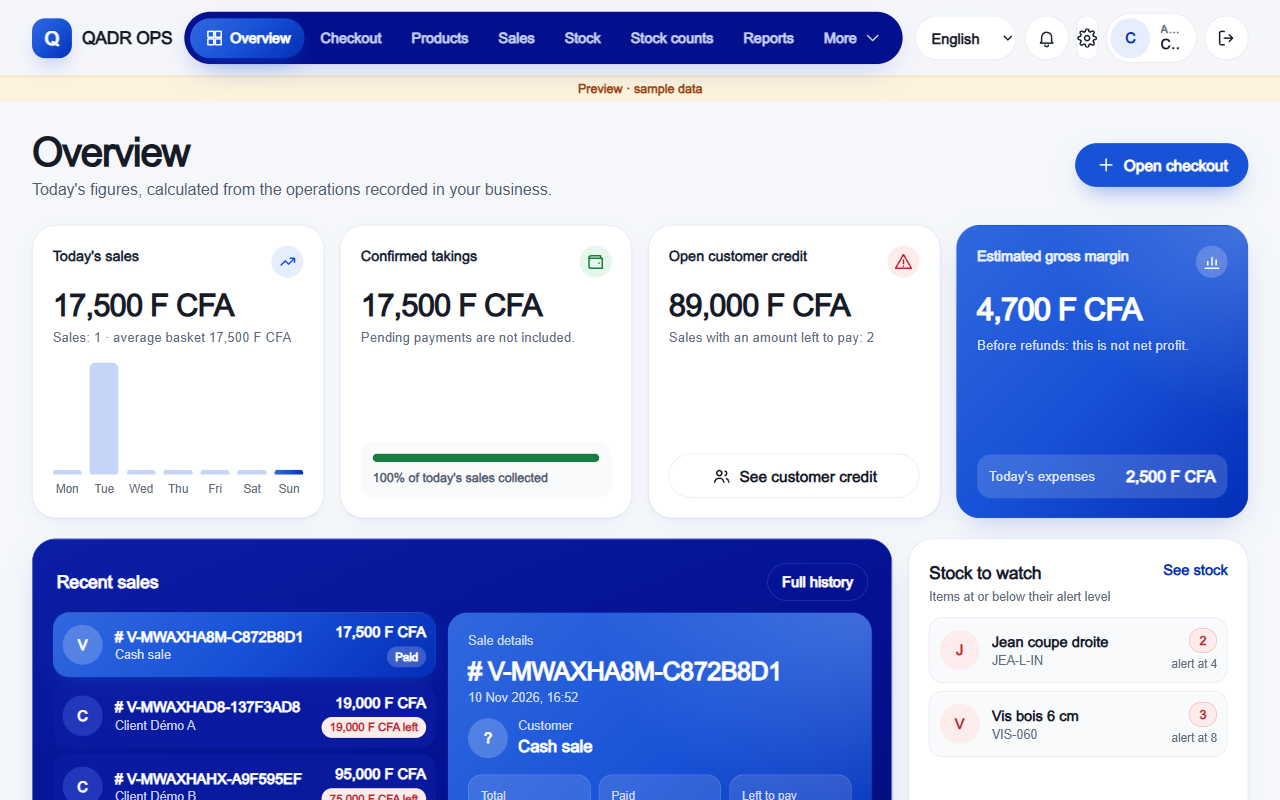 Q QADR OPS Overview Checkout Products Sales Stock Stock counts Reports More English C A... C..
Preview · sample data
Overview
Today's figures, calculated from the operations recorded in your business.
Open checkout
Today's sales
17,500 F CFA
Sales: 1 · average basket 17,500 F CFA
Mon Tue Wed Thu Fri Sat Sun
Confirmed takings
17,500 F CFA
Pending payments are not included.
100% of today's sales collected
Open customer credit
89,000 F CFA
Sales with an amount left to pay: 2
See customer credit
Estimated gross margin
4,700 F CFA
Before refunds: this is not net profit.
Today's expenses 2,500 F CFA
Recent sales
Full history
V # V-MWAXHA8M-C872B8D1 17,500 F CFA
Cash sale Paid
C # V-MWAXHAD8-137F3AD8 19,000 F CFA
Client Démo A 19,000 F CFA left
C # V-MWAXHAHX-A9F595EF 95,000 F CFA
Client Démo B 75,000 F CFA left
Sale details
# V-MWAXHA8M-C872B8D1
10 Nov 2026, 16:52
? Customer
Cash sale
Total Paid Left to pay
Stock to watch See stock
Items at or below their alert level
J Jean coupe droite 2
JEA-L-IN alert at 4
V Vis bois 6 cm 3
VIS-060 alert at 8